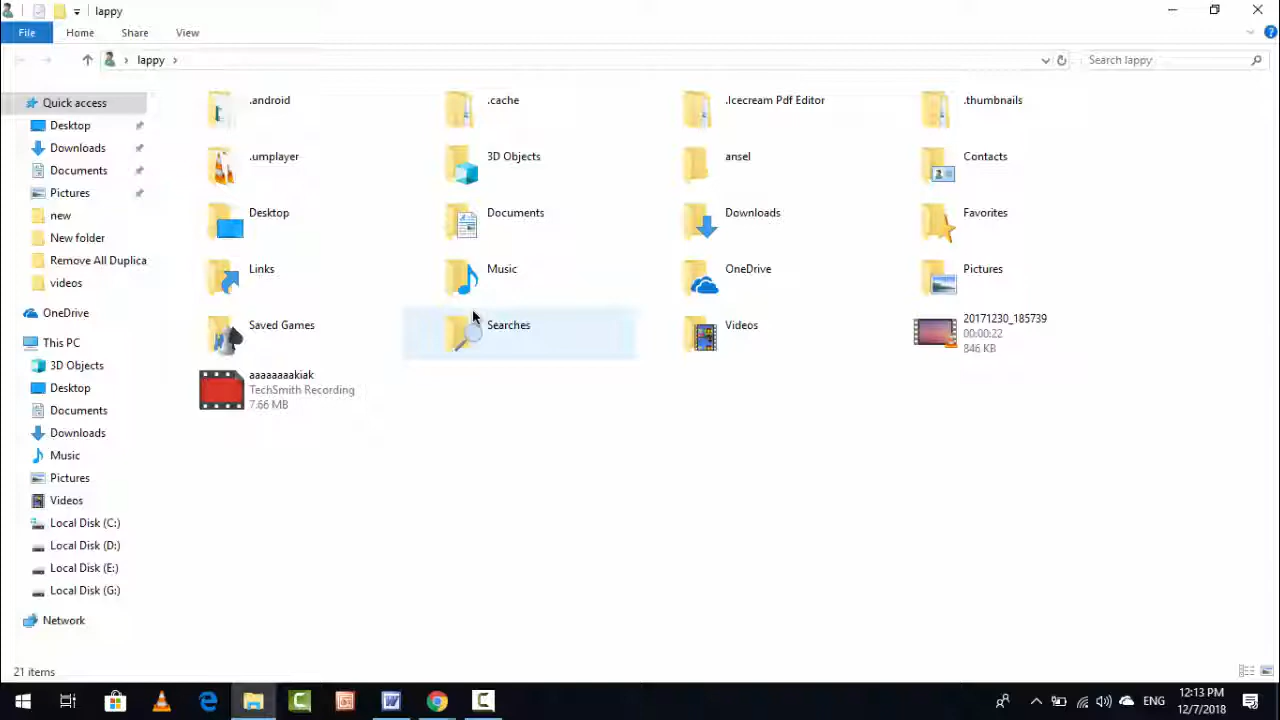 lappy
File Home Share View
lappy
Search lappy
Quick access
Desktop
Downloads
Documents
Pictures
new
New folder
Remove All Duplica
videos
OneDrive
This PC
3D Objects
Desktop
Documents
Downloads
Music
Pictures
Videos
Local Disk (C:)
Local Disk (D:)
Local Disk (E:)
Local Disk (G:)
Network
.android .cache .Icecream Pdf Editor .thumbnails
.umplayer 3D Objects ansel Contacts
Desktop Documents Downloads Favorites
Links Music OneDrive Pictures
Saved Games Searches Videos 20171230_185739
00:00:22
846 KB
aaaaaaaakiak
TechSmith Recording
7.66 MB
21 items
ENG
12:13 PM
12/7/2018